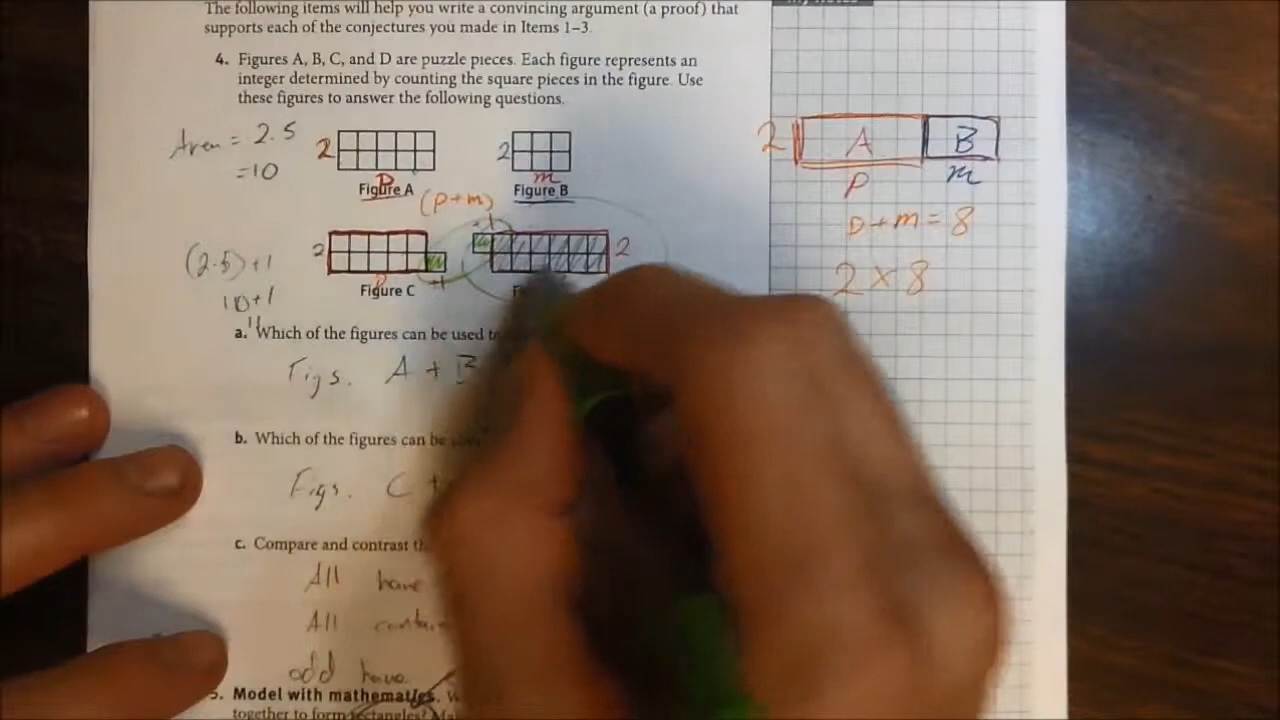 The following items will help you write a convincing argument (a proof) that
supports each of the conjectures you made in Items 1–3.
4. Figures A, B, C, and D are puzzle pieces. Each figure represents an
integer determined by counting the square pieces in the figure. Use
these figures to answer the following questions.
Area = 2.5
=10
2
P
Figure A
2
m
Figure B
(p+m)
(2.5)+1
10+1
11
2
P
+1
Figure C
+1
2
a. Which of the figures can be used
Figs. A + B
b. Which of the figures can be
Figs. C +
c. Compare and contrast
All have
All
odd have
5. Model with mathematics.
together to form rectangles?
2
A
B
P
m
p+m=8
2×8